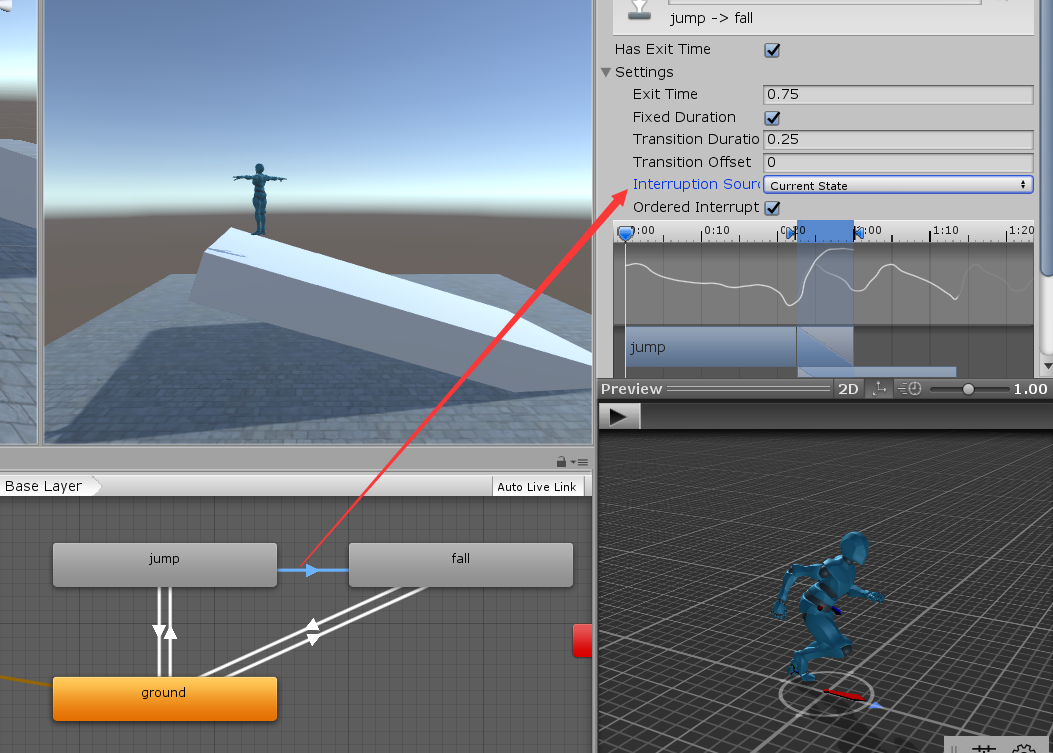 jump -> fall
Has Exit Time
Settings
Exit Time 0.75
Fixed Duration
Transition Duratio 0.25
Transition Offset 0
Interruption Sour Current State
Ordered Interrupt
0:00 0:10 0:20 1:00 1:10 1:20
jump
Preview 2D 1.00
Base Layer Auto Live Link
jump fall
ground